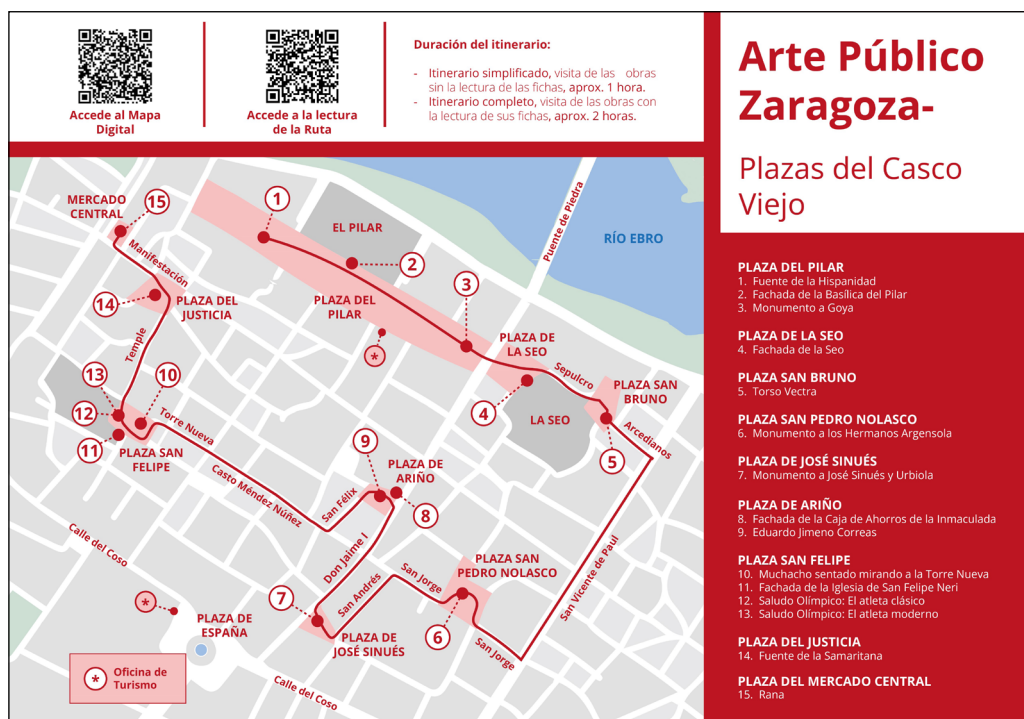 Accede al Mapa
Digital
Accede a la lectura
de la Ruta
Duración del itinerario:
- Itinerario simplificado, visita de las obras
sin la lectura de las fichas, aprox. 1 hora.
- Itinerario completo, visita de las obras con
la lectura de sus fichas, aprox. 2 horas.
Arte Público
Zaragoza-
Plazas del Casco
Viejo
MERCADO
CENTRAL
15
1
EL PILAR
Puente de Piedra
RÍO EBRO
Manifestación
2
3
14
PLAZA DEL
JUSTICIA
PLAZA DEL
PILAR
*
PLAZA DE
LA SEO
Temple
Sepulcro
13
10
12
11
Torre Nueva
PLAZA SAN
FELIPE
4
LA SEO
PLAZA SAN
BRUNO
Arcedianos
5
9
PLAZA DE
ARIÑO
8
Casto Méndez Núñez
San Félix
Calle del Coso
Don Jaime I
San Vicente de Paul
PLAZA SAN
PEDRO NOLASCO
San Jorge
San Andrés
*
7
PLAZA DE
ESPAÑA
PLAZA DE
JOSÉ SINUÉS
6
San Jorge
* Oficina de
Turismo
Calle del Coso
PLAZA DEL PILAR
1. Fuente de la Hispanidad
2. Fachada de la Basílica del Pilar
3. Monumento a Goya
PLAZA DE LA SEO
4. Fachada de la Seo
PLAZA SAN BRUNO
5. Torso Vectra
PLAZA SAN PEDRO NOLASCO
6. Monumento a los Hermanos Argensola
PLAZA DE JOSÉ SINUÉS
7. Monumento a José Sinués y Urbiola
PLAZA DE ARIÑO
8. Fachada de la Caja de Ahorros de la Inmaculada
9. Eduardo Jimeno Correas
PLAZA SAN FELIPE
10. Muchacho sentado mirando a la Torre Nueva
11. Fachada de la Iglesia de San Felipe Neri
12. Saludo Olímpico: El atleta clásico
13. Saludo Olímpico: El atleta moderno
PLAZA DEL JUSTICIA
14. Fuente de la Samaritana
PLAZA DEL MERCADO CENTRAL
15. Rana